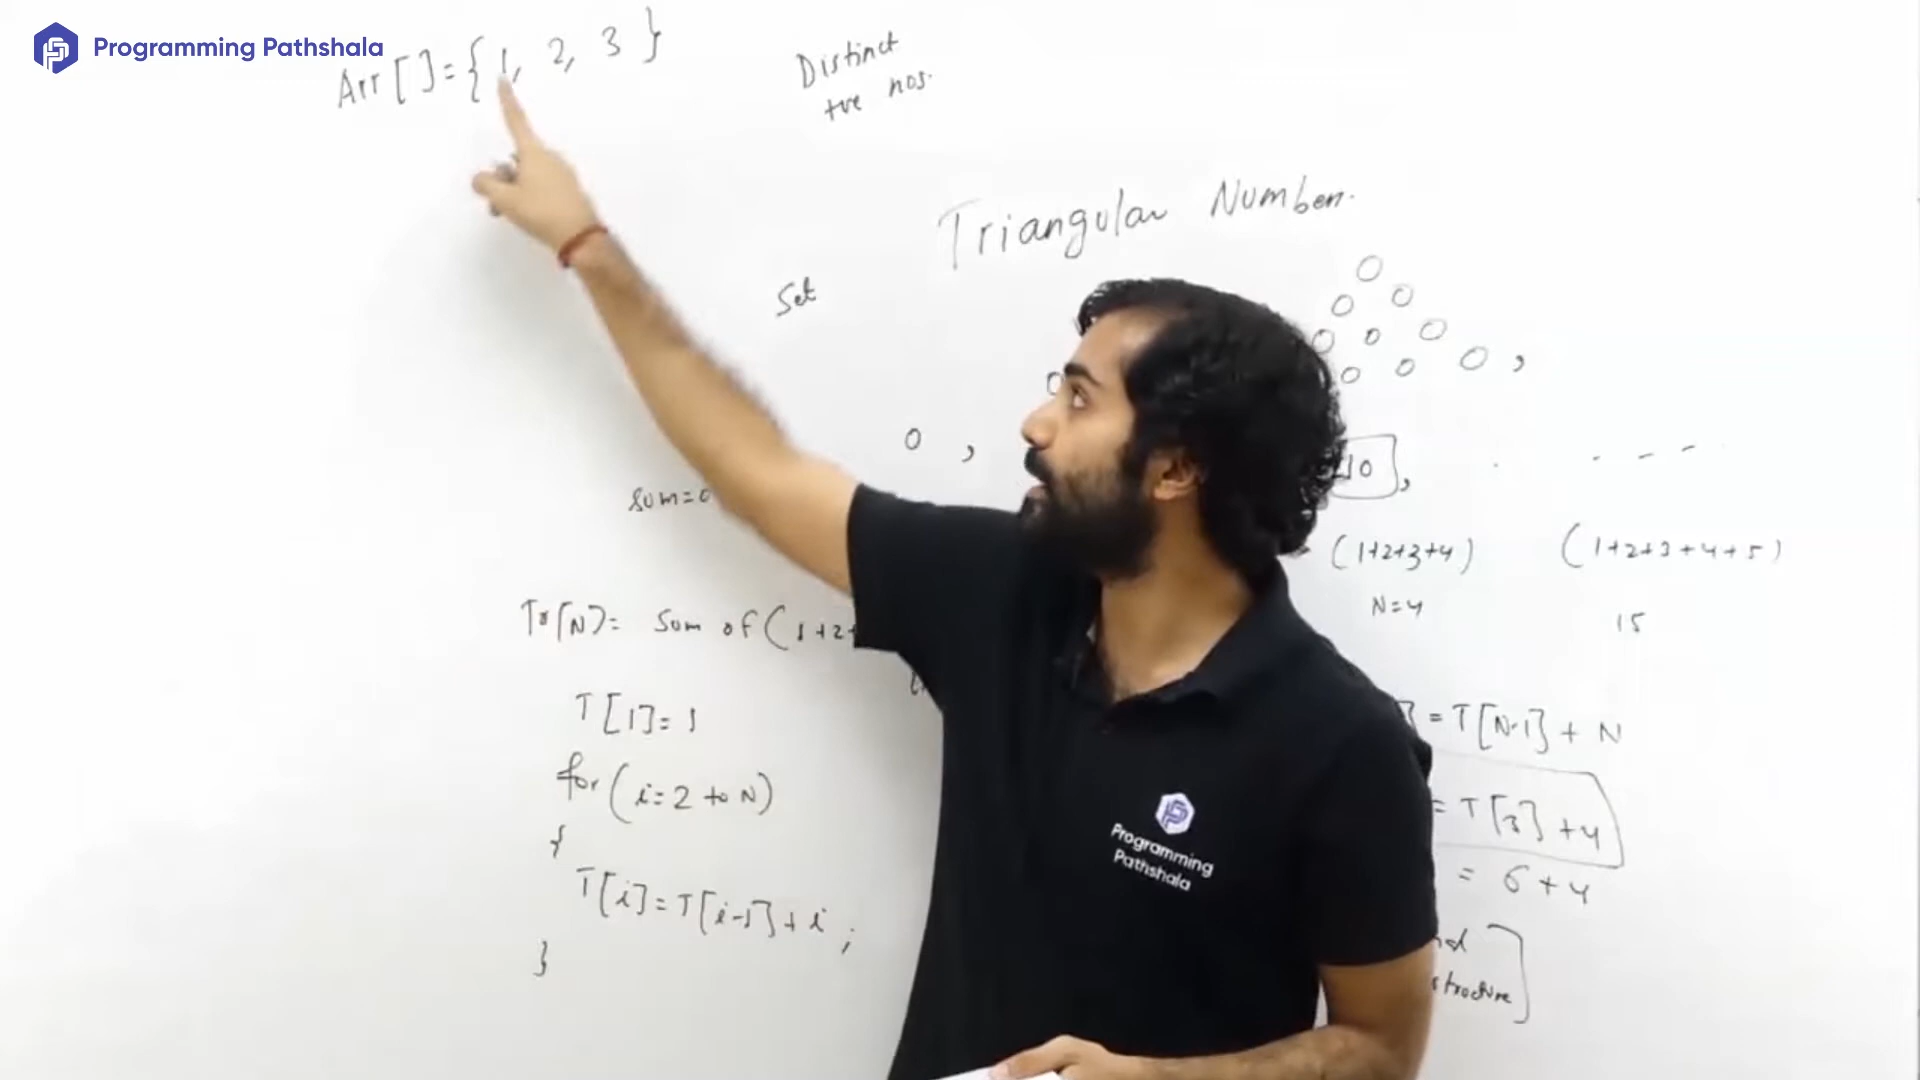 Programming Pathshala
Arr[]={1, 2, 3}
Distinct
+ve nos.
Triangular Number.
Set
0 ,
10 ,
sum=0
(1+2+3+4)
(1+2+3+4+5)
N=4
15
Tr[N]= Sum of (1+2+
T[1]=1
] = T[N-1] + N
for(i=2 to N)
{
= T[3] +4
= 6+4
T[i]=T[i-1]+i ;
}
structure
Programming
Pathshala